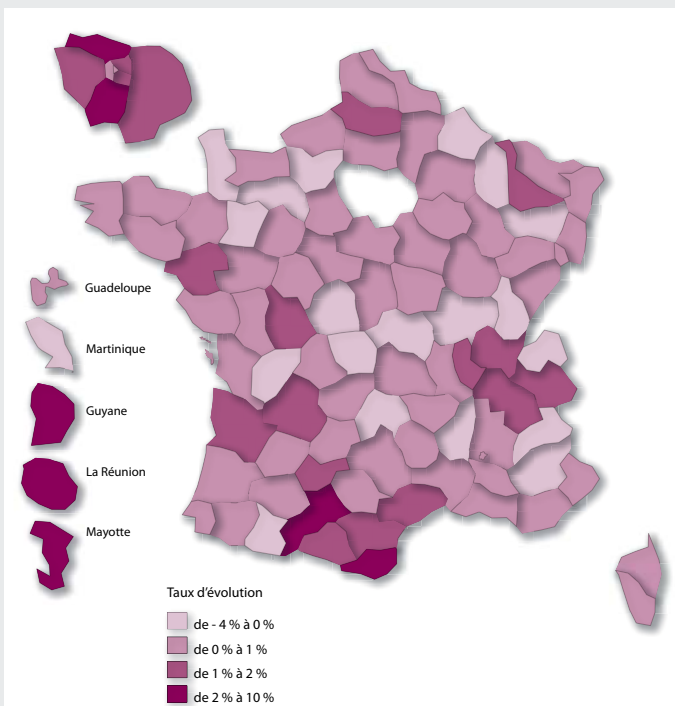 Guadeloupe
Martinique
Guyane
La Réunion
Mayotte
Taux d'évolution
de - 4 % à 0 %
de 0 % à 1 %
de 1 % à 2 %
de 2 % à 10 %